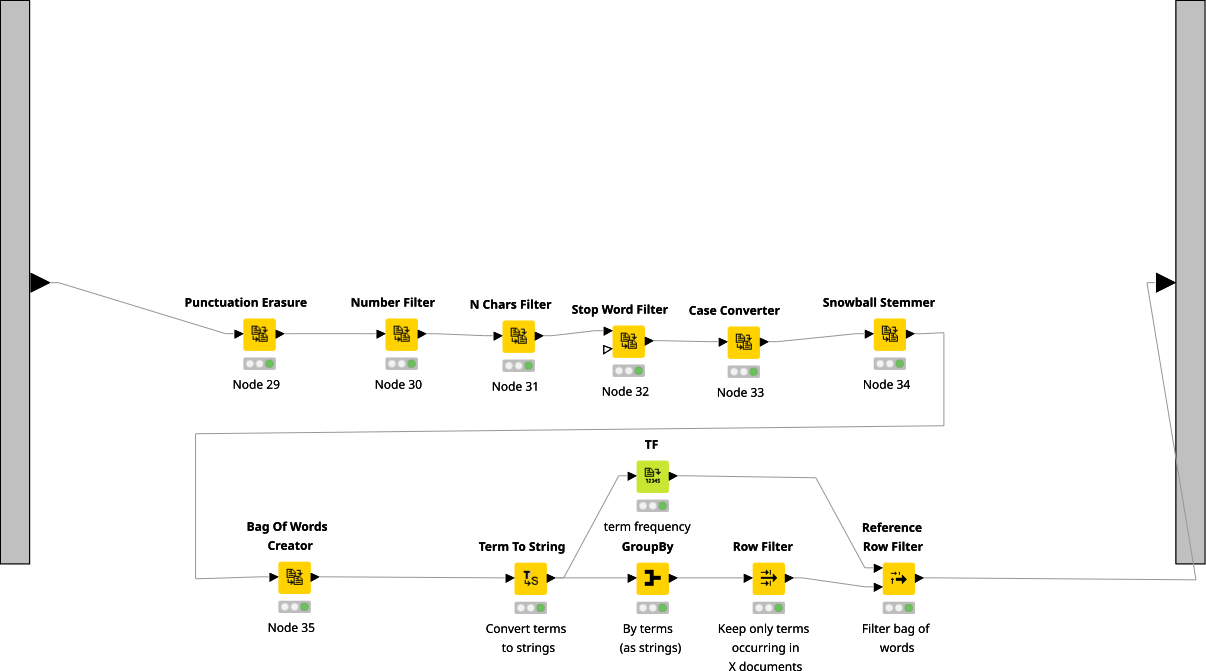 Punctuation Erasure
Number Filter
N Chars Filter
Stop Word Filter
Case Converter
Snowball Stemmer
Node 29
Node 30
Node 31
Node 32
Node 33
Node 34
TF
12345
term frequency
Bag Of Words
Creator
Term To String
GroupBy
Row Filter
Reference
Row Filter
T
S
Node 35
Convert terms
to strings
By terms
(as strings)
Keep only terms
occurring in
X documents
Filter bag of
words